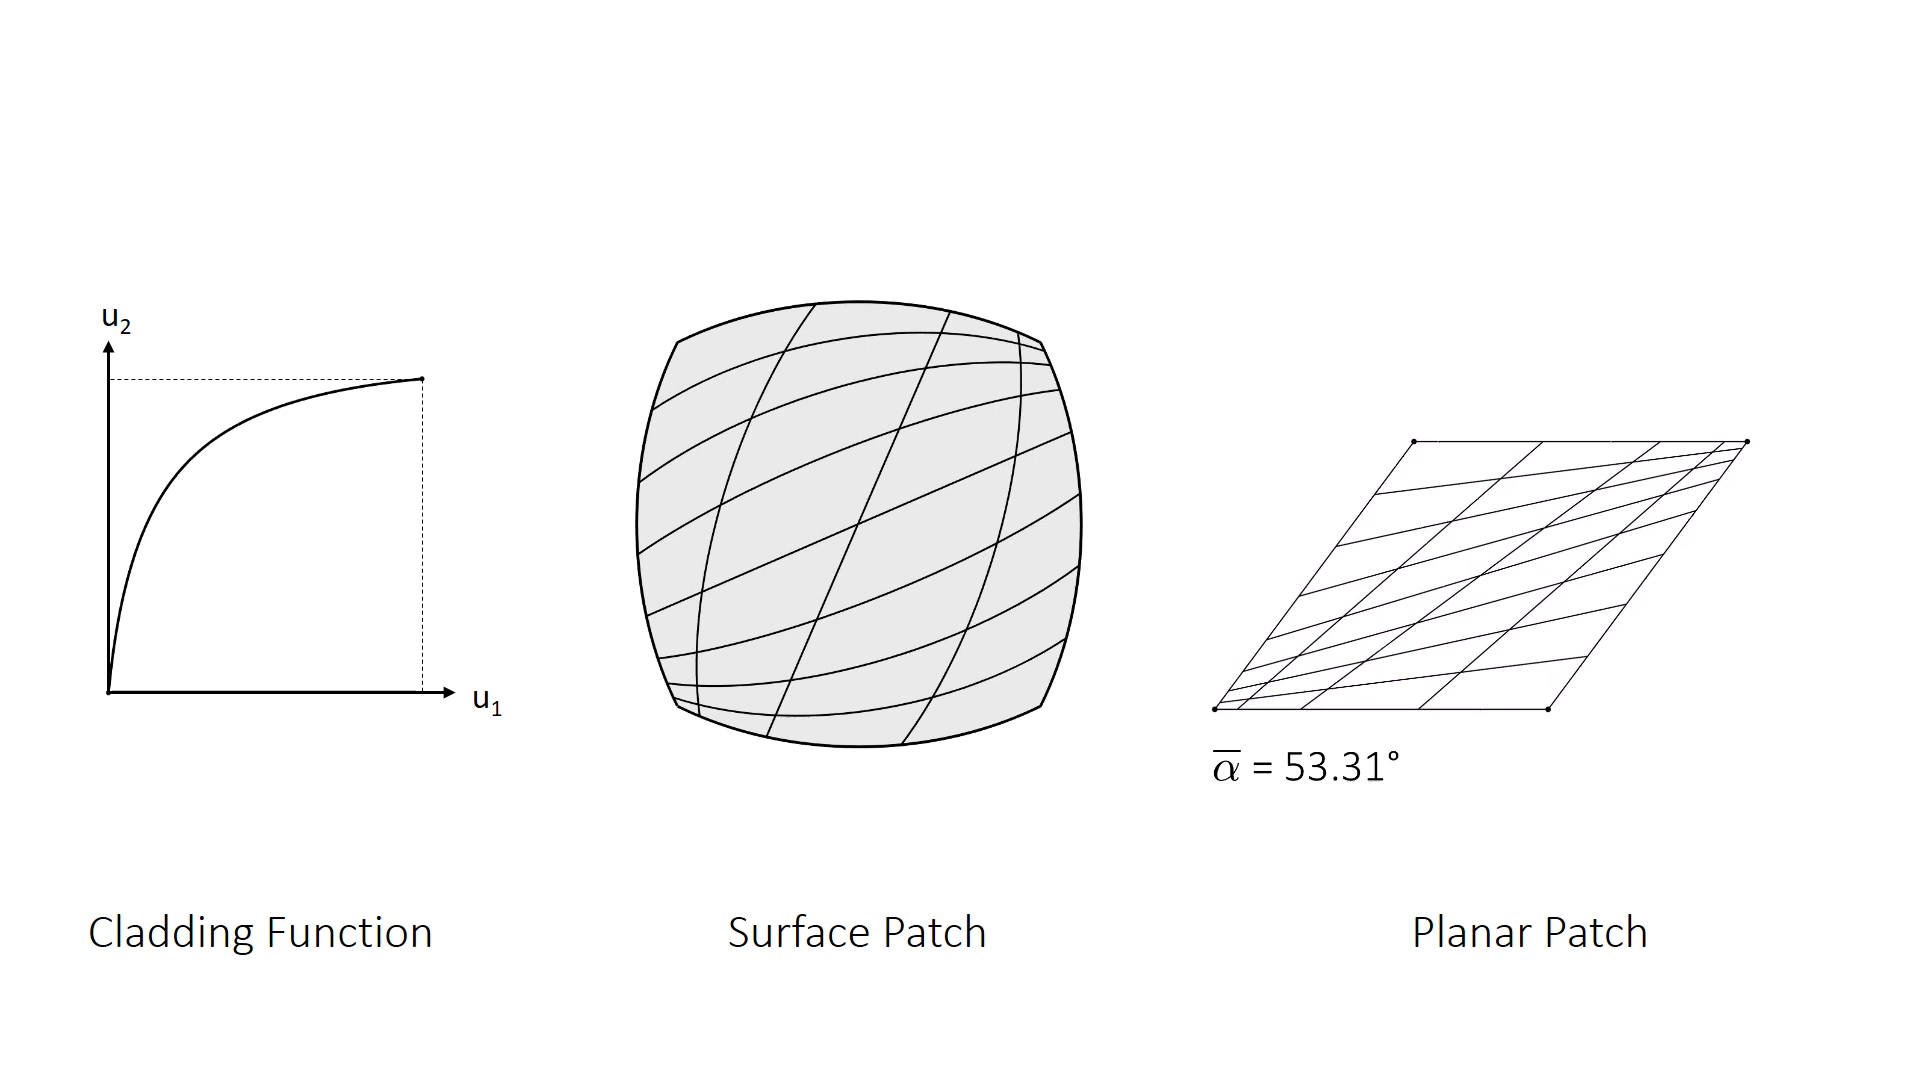 u₂
u₁
α̅ = 53.31°
Cladding Function
Surface Patch
Planar Patch